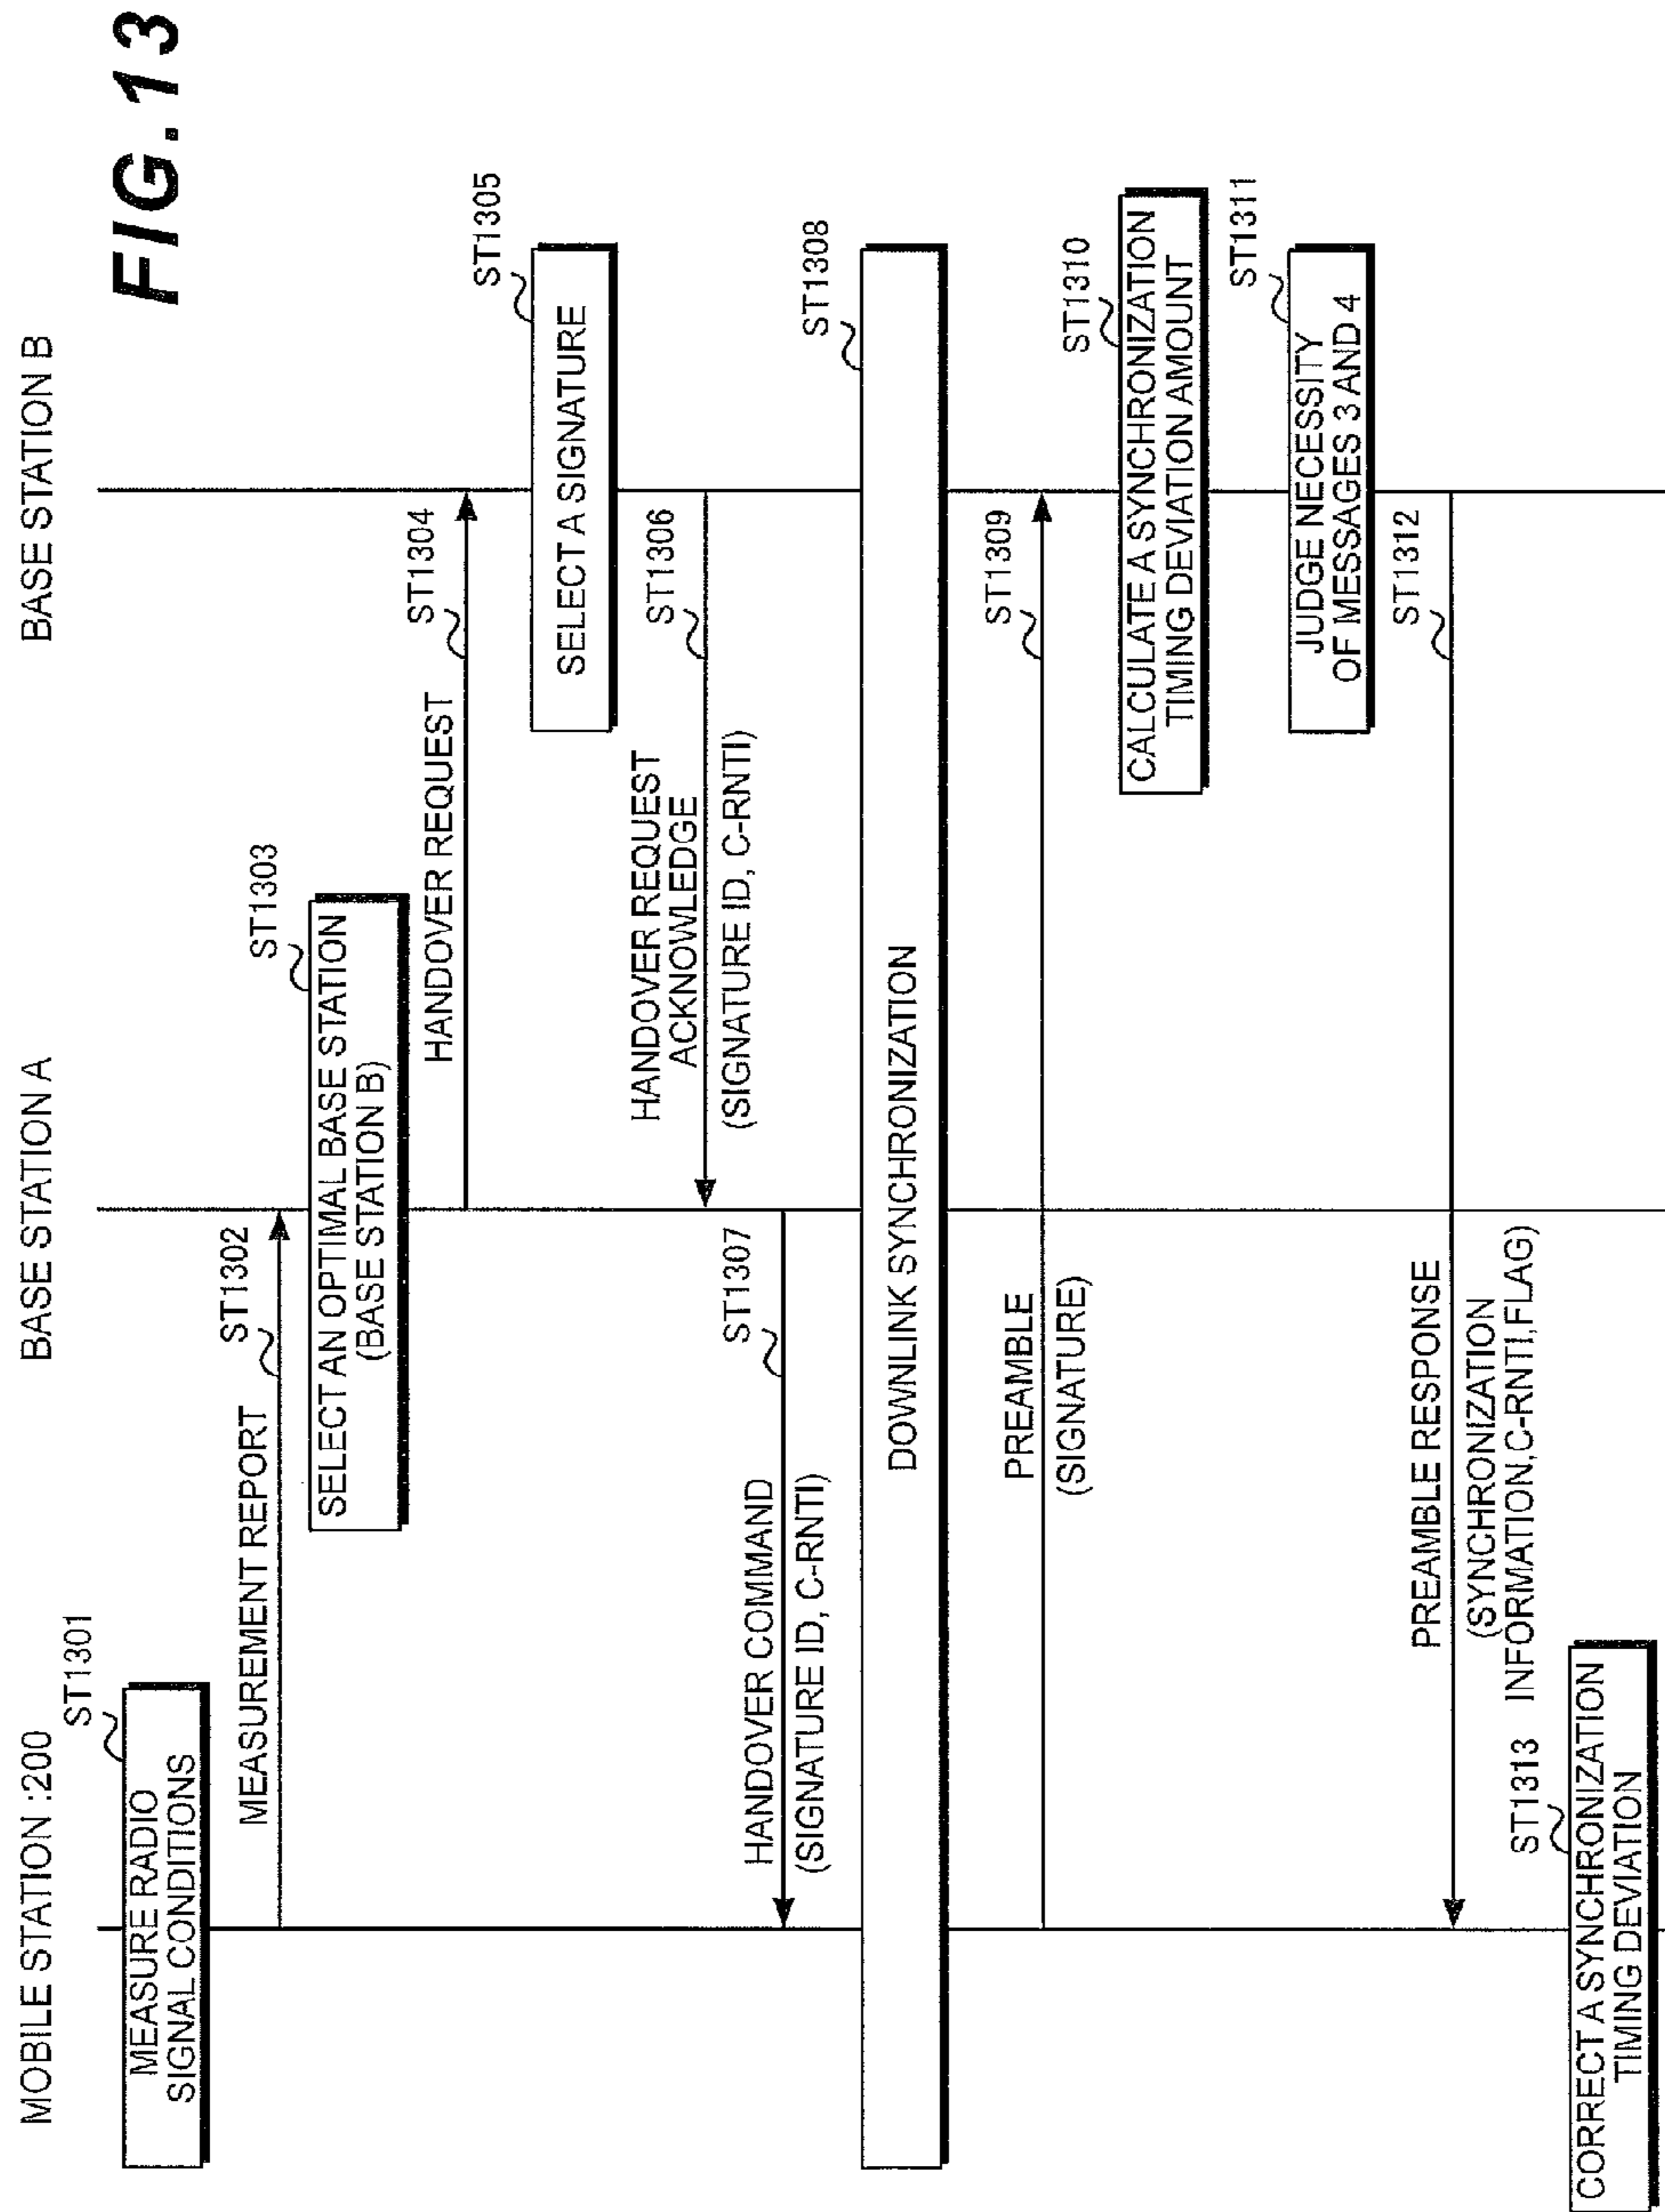 FIG.13
MOBILE STATION :200
BASE STATION A
BASE STATION B
ST1301
MEASURE RADIO
SIGNAL CONDITIONS
MEASUREMENT REPORT
ST1302
ST1303
SELECT AN OPTIMAL BASE STATION
(BASE STATION B)
HANDOVER REQUEST
ST1304
ST1305
SELECT A SIGNATURE
HANDOVER REQUEST
ACKNOWLEDGE
(SIGNATURE ID, C-RNTI)
ST1306
HANDOVER COMMAND
(SIGNATURE ID, C-RNTI)
ST1307
ST1308
DOWNLINK SYNCHRONIZATION
PREAMBLE
(SIGNATURE)
ST1309
ST1310
CALCULATE A SYNCHRONIZATION
TIMING DEVIATION AMOUNT
ST1311
JUDGE NECESSITY
OF MESSAGES 3 AND 4
ST1312
PREAMBLE RESPONSE
(SYNCHRONIZATION
INFORMATION,C-RNTI,FLAG)
ST1313
CORRECT A SYNCHRONIZATION
TIMING DEVIATION